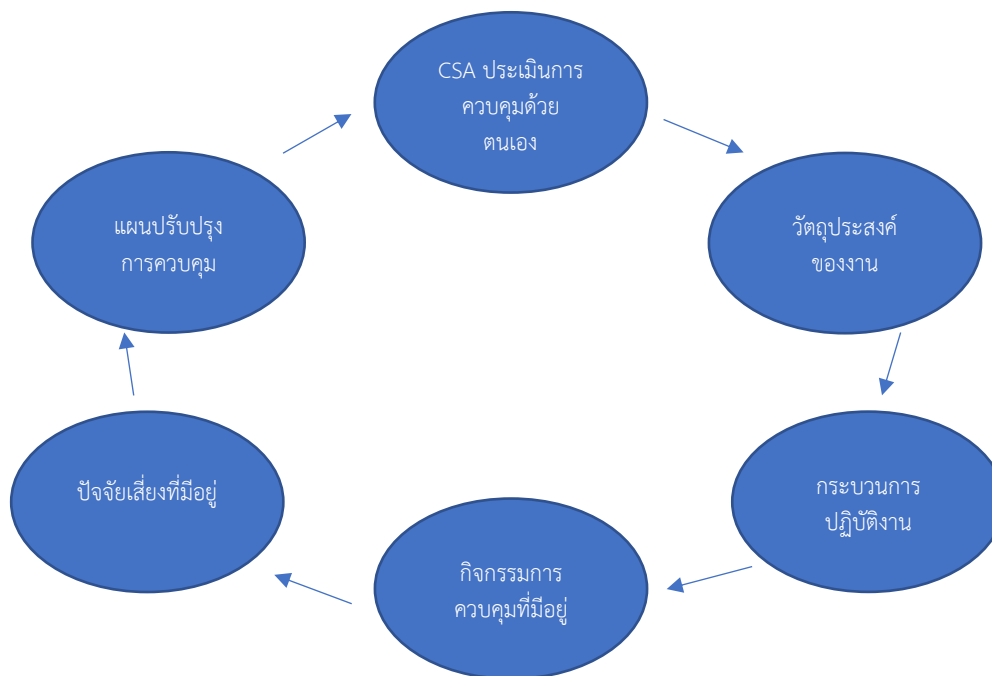 CSA ประเมินการ
ควบคุมด้วย
ตนเอง
วัตถุประสงค์
ของงาน
กระบวนการ
ปฏิบัติงาน
กิจกรรมการ
ควบคุมที่มีอยู่
ปัจจัยเสี่ยงที่มีอยู่
แผนปรับปรุง
การควบคุม